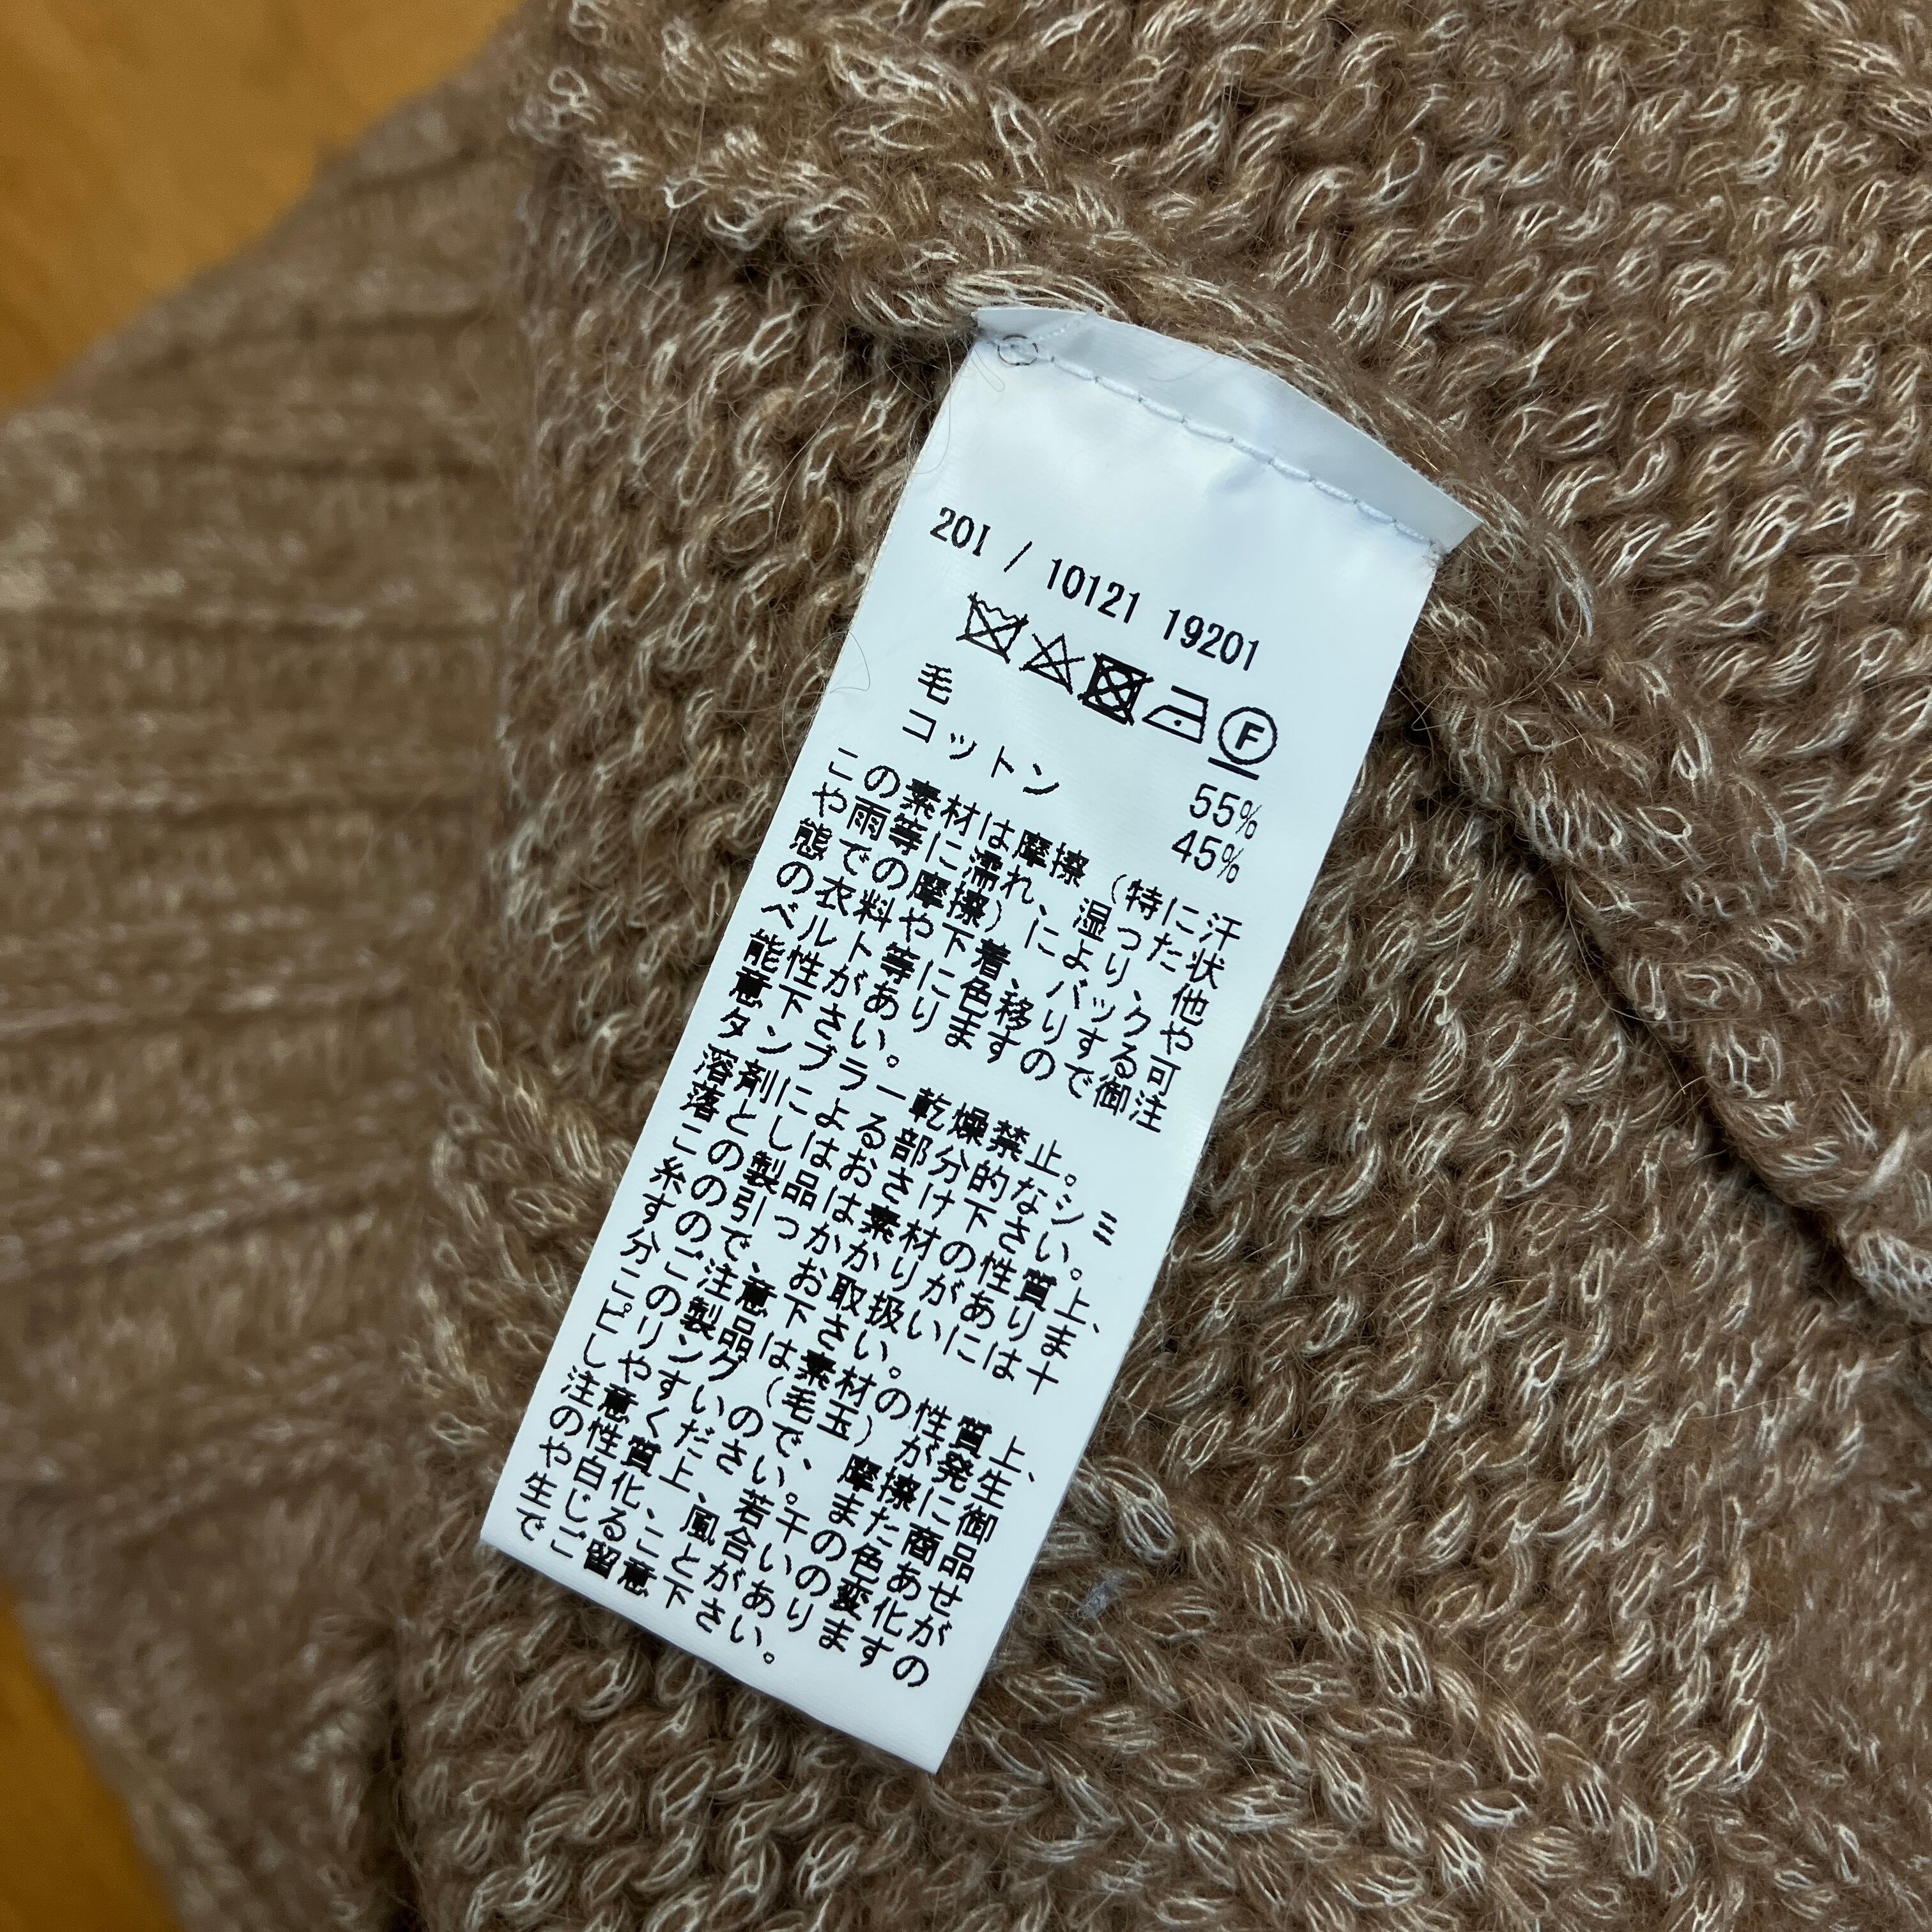 20I / 10121 19201
F
毛 55%
コットン 45%
この素材は摩擦（特に汗
や雨等に濡れ、湿った状
態での摩擦）により、他
の衣料や下着、バックや
ベルト等に色移りする可
能性がありますので御注
意下さい。
タンブラー乾燥禁止。
溶剤による部分的なシミ
落としはおさけ下さい。
この製品は素材の性質上、
糸の引っかかりがありま
すので、お取扱いには十
分ご注意下さい。
この製品は素材の性質上、
ピリング（毛玉）が発生
しやすいので、摩擦に御
注意ください。また商品
の性質上、若干の色あせ
や白化、風合いの変化が
生じることがありますの
でご留意下さい。